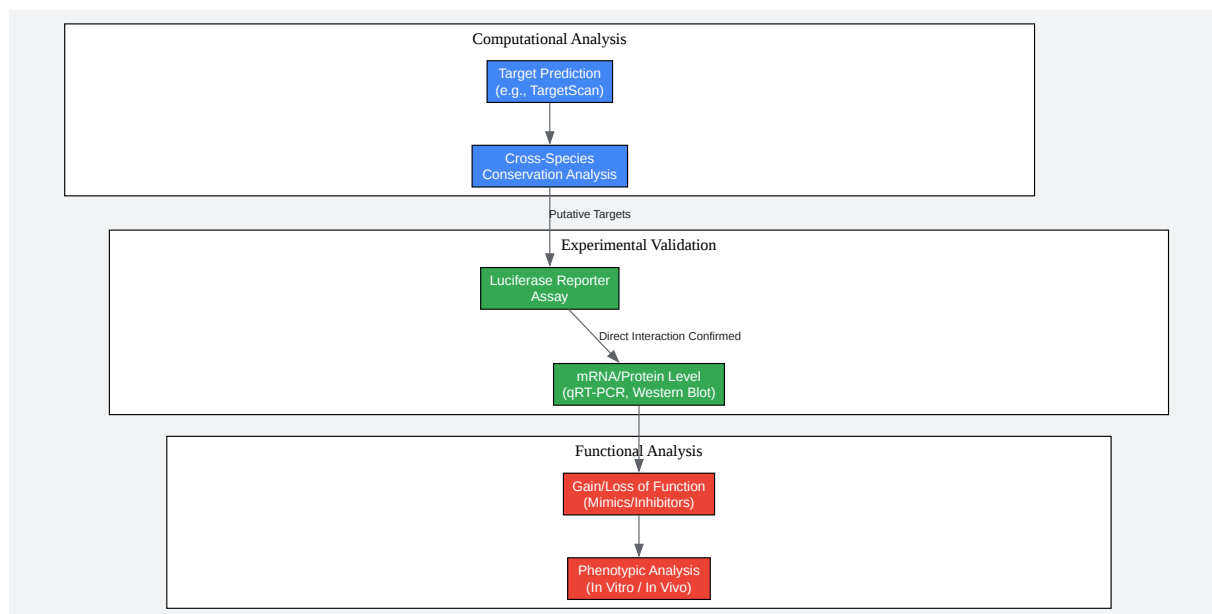 Computational Analysis
Target Prediction
(e.g., TargetScan)
Cross-Species
Conservation Analysis
Putative Targets
Experimental Validation
Luciferase Reporter
Assay
Direct Interaction Confirmed
mRNA/Protein Level
(qRT-PCR, Western Blot)
Functional Analysis
Gain/Loss of Function
(Mimics/Inhibitors)
Phenotypic Analysis
(In Vitro / In Vivo)